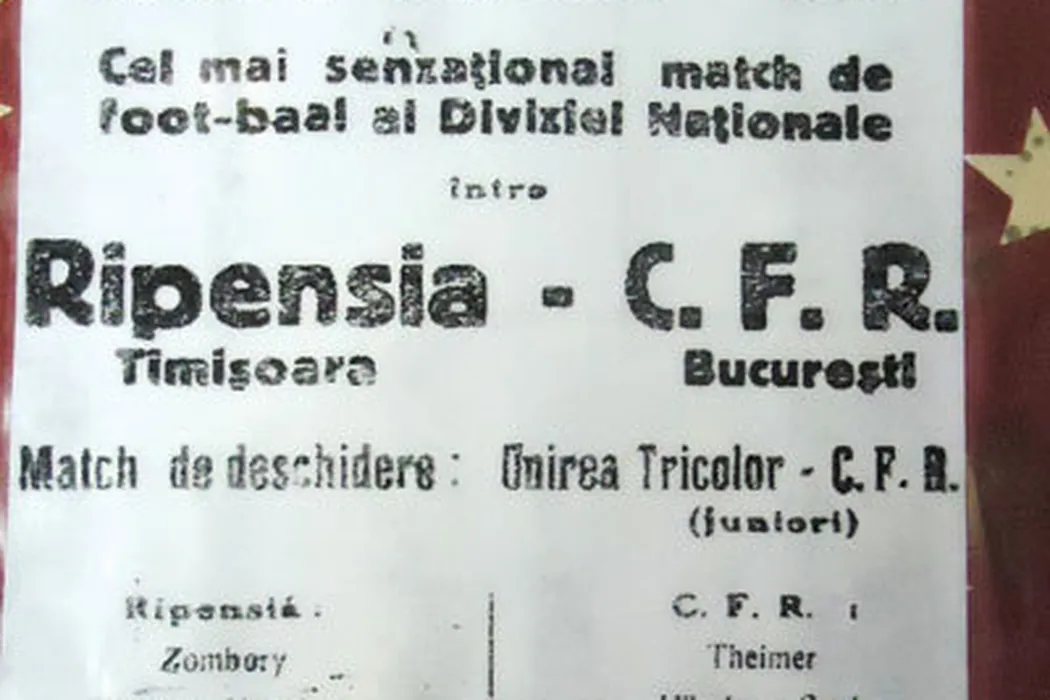 Cel mai senzaţional match de
foot-baal al Diviziei Naţionale
între
Ripensia - C. F. R.
Timişoara Bucureşti
Match de deschidere : Unirea Tricolor - C. F. R.
(juniori)
Ripensia : C. F. R. :
Zombory Theimer